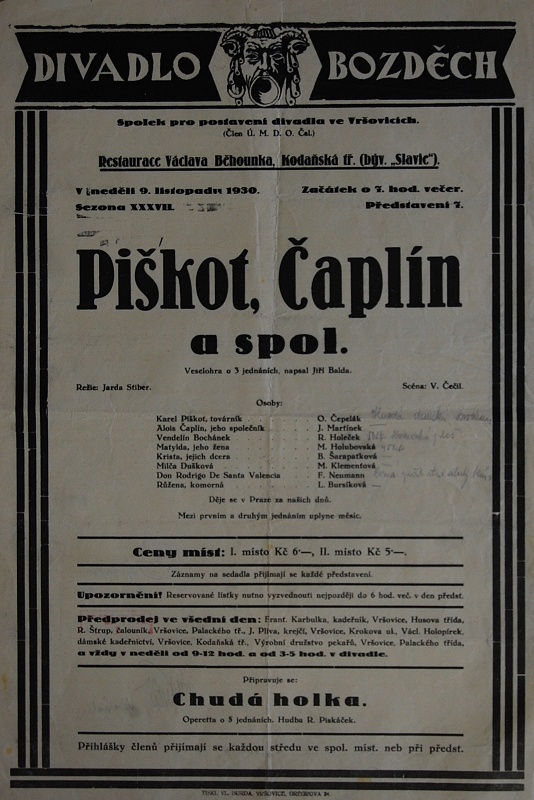 DIVADLO BOZDĚCH
Spolek pro postavení divadla ve Vršovicích.
(Člen Ú. M. D. O. Čsl.)
Restaurace Václava Běhounka, Kodaňská tř. (býv. „Slavie").
V neděli 9. listopadu 1930. Začátek o 7. hod. večer.
Sezona XXXVII. Představení 7.
Piškot, Čaplín
a spol.
Veselohra o 3 jednáních, napsal Jiří Balda.
Režie: Jarda Stiber. Scéna: V. Čečil.
Osoby:
Karel Piškot, továrník O. Čepelák
Alois Čaplín, jeho společník J. Martínek
Vendelín Bochánek R. Holeček
Matylda, jeho žena M. Holubovská
Krista, jejich dcera B. Šarapatková
Milča Dušková M. Klementová
Don Rodrigo De Santa Valencia F. Neumann
Růžena, komorná L. Bursíková
Děje se v Praze za našich dnů.
Mezi prvním a druhým jednáním uplyne měsíc.
Ceny míst: I. místo Kč 6·—, II. místo Kč 5·—.
Záznamy na sedadla přijímají se každé představení.
Upozornění! Reservované lístky nutno vyzvednouti nejpozději do 6 hod. več. v den předst.
Předprodej ve všední den: Frant. Karbulka, kadeřník, Vršovice, Husova třída,
R. Štrup, čalouník, Vršovice, Palackého tř., J. Plíva, krejčí, Vršovice, Krokova ul., Václ. Holopírek,
dámské kadeřnictví, Vršovice, Kodaňská tř., Výrobní družstvo pekařů, Vršovice, Palackého třída,
a vždy v neděli od 9-12 hod. a od 3-5 hod. v divadle.
Připravuje se:
Chudá holka.
Operetta o 5 jednáních. Hudba R. Piskáček.
Přihlášky členů přijímají se každou středu ve spol. míst. neb při předst.
TISKL VL. VRŠOVICE,